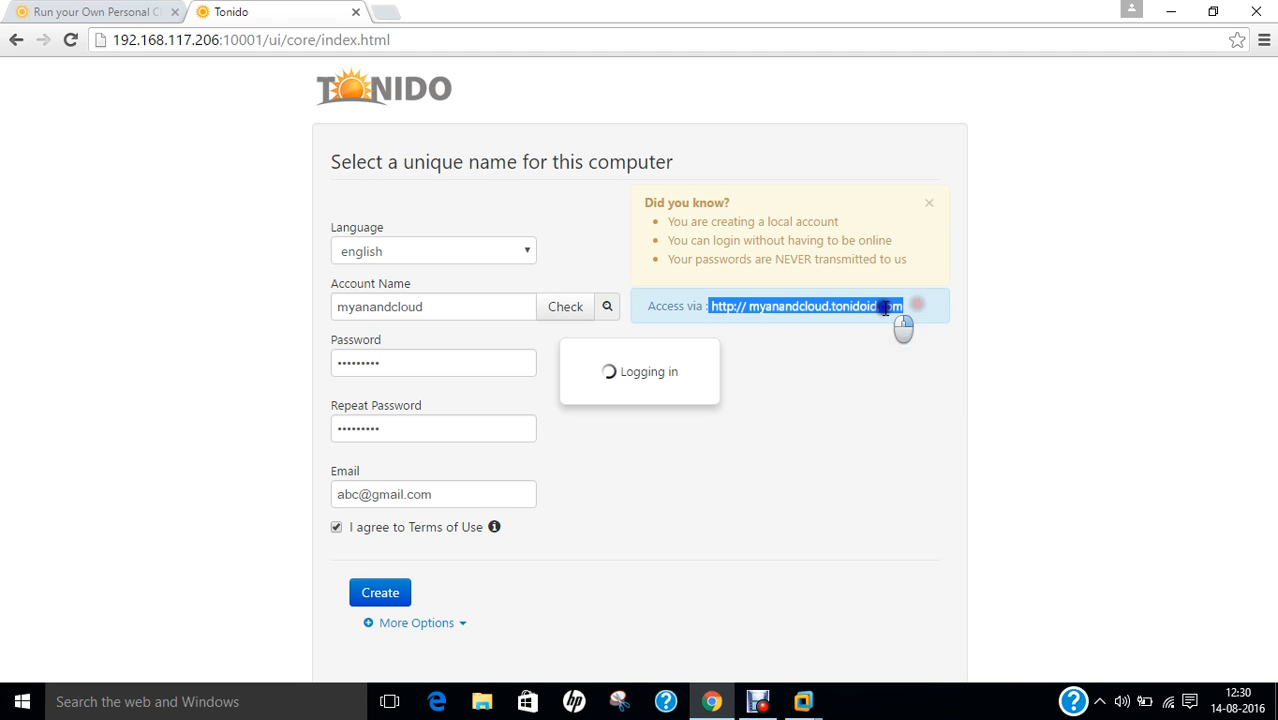 Run your Own Personal C
Tonido
192.168.117.206:10001/ui/core/index.html
TONIDO
Select a unique name for this computer
Did you know?
You are creating a local account
You can login without having to be online
Your passwords are NEVER transmitted to us
Language
english
Account Name
myanandcloud
Check
Access via : http:// myanandcloud.tonidoid.com
Password
•••••••••
Logging in
Repeat Password
•••••••••
Email
abc@gmail.com
I agree to Terms of Use
Create
More Options
Search the web and Windows
12:30
14-08-2016